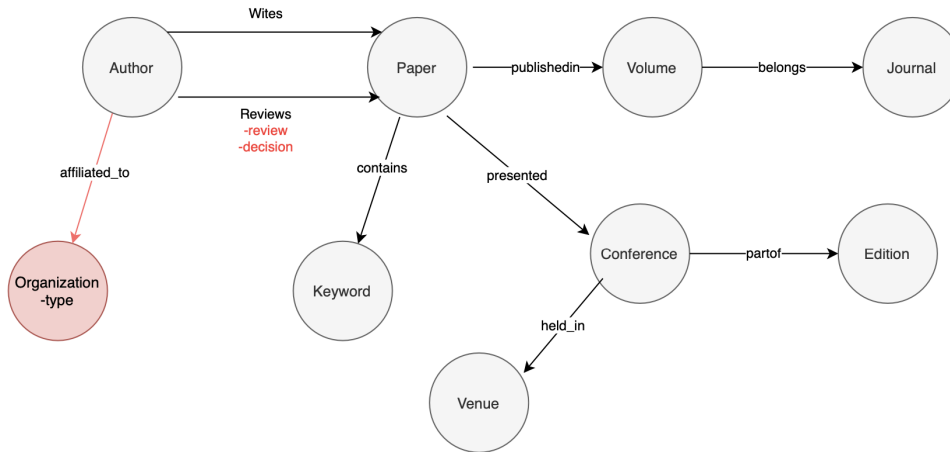 Wites
Author
Paper
publishedin
Volume
belongs
Journal
Reviews
-review
-decision
affiliated_to
contains
presented
Organization
-type
Keyword
Conference
partof
Edition
held_in
Venue